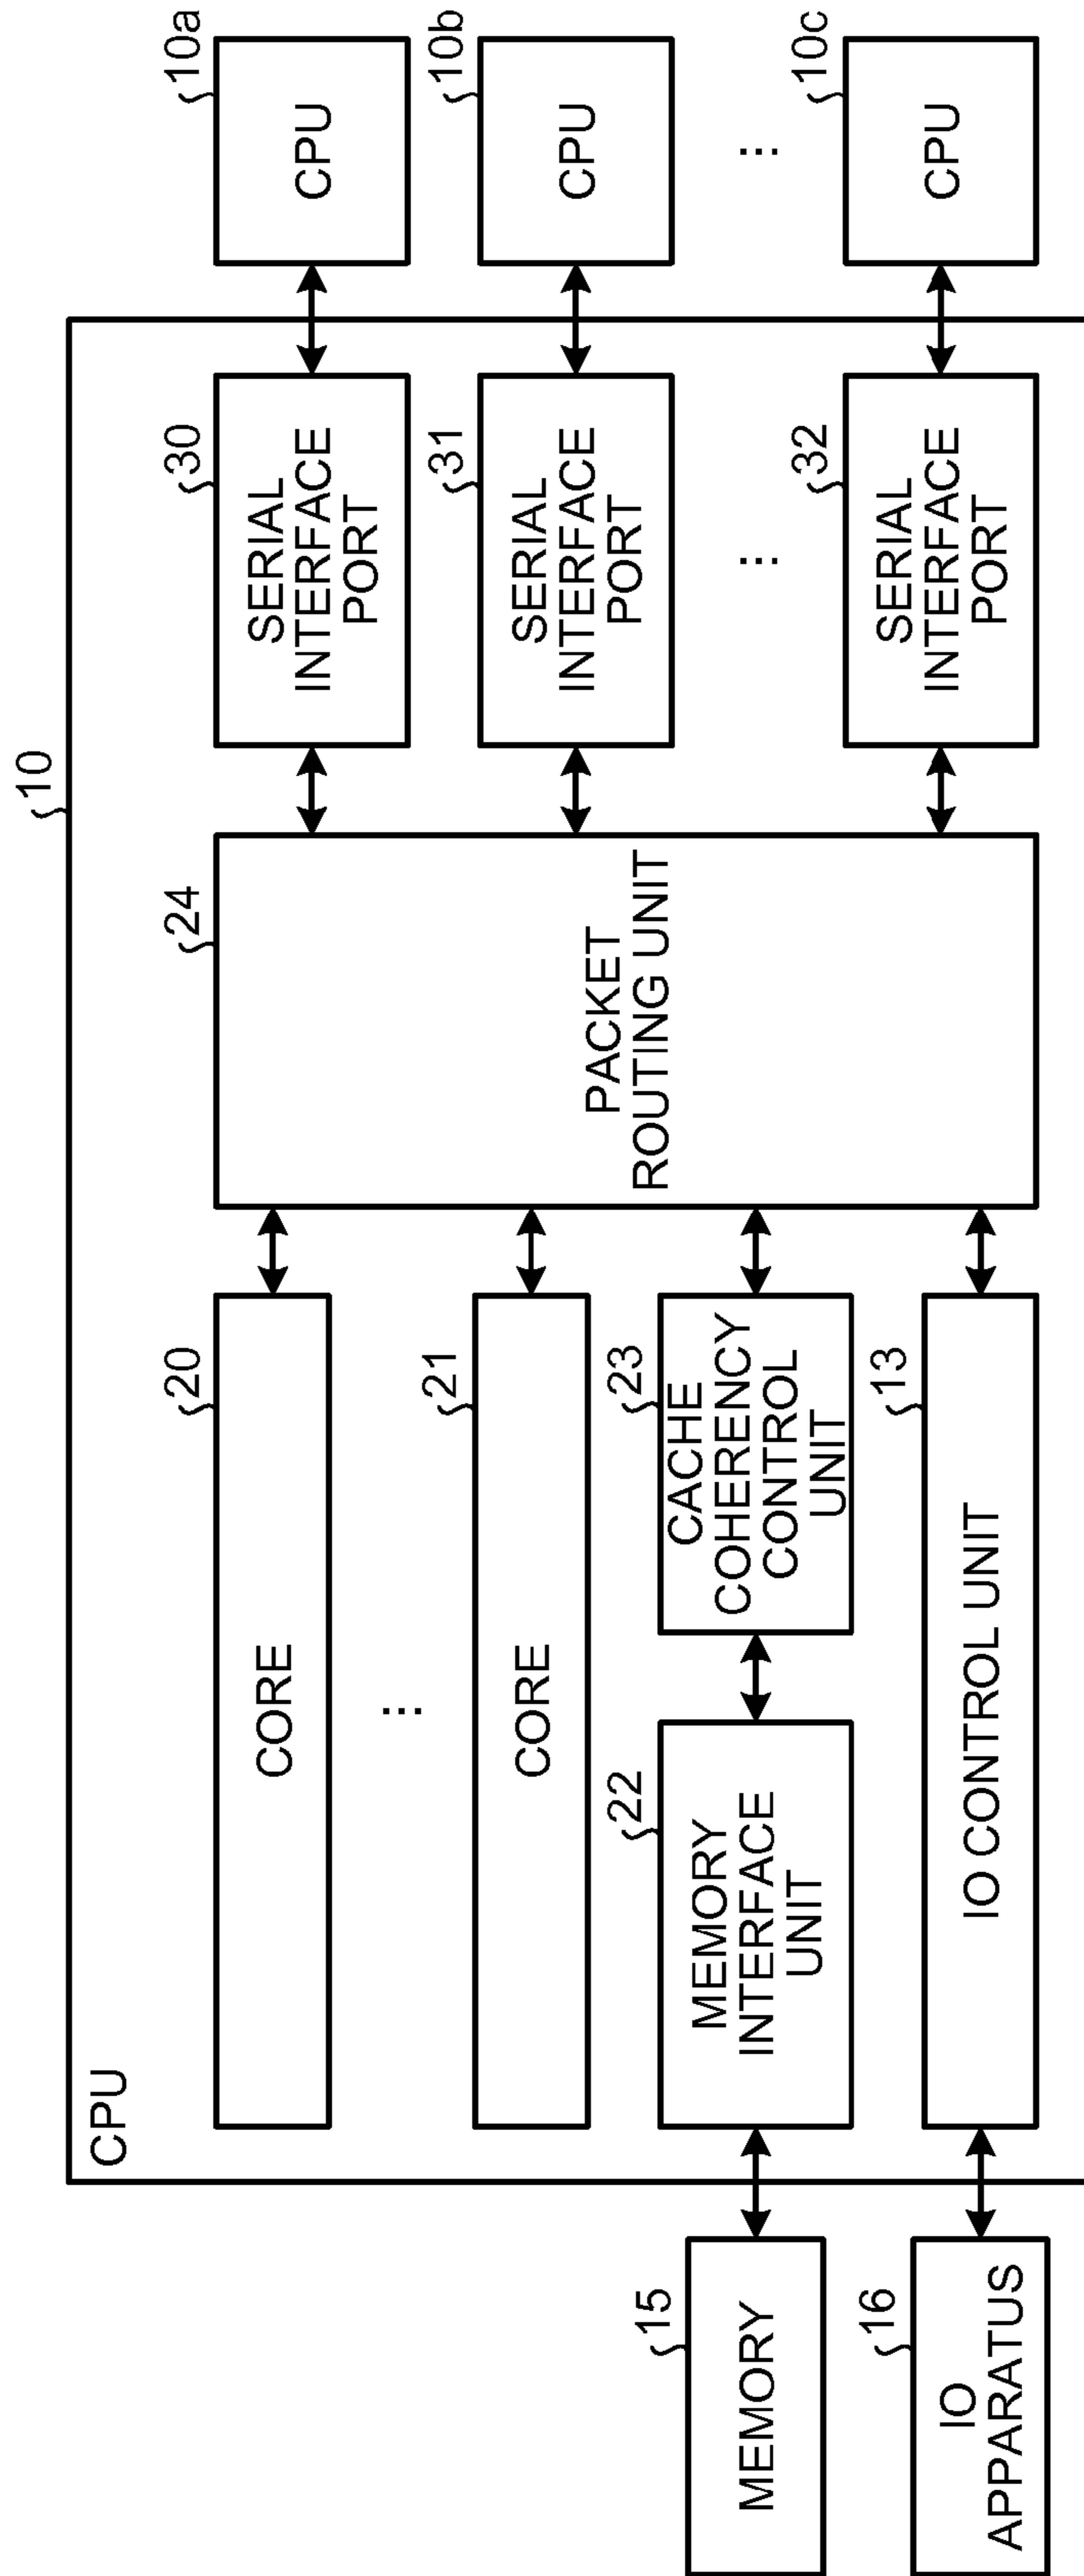 10
CPU
20
CORE
...
21
CORE
22
MEMORY
INTERFACE
UNIT
23
CACHE
COHERENCY
CONTROL
UNIT
13
IO CONTROL UNIT
15
MEMORY
16
IO
APPARATUS
24
PACKET
ROUTING UNIT
30
SERIAL
INTERFACE
PORT
31
SERIAL
INTERFACE
PORT
...
32
SERIAL
INTERFACE
PORT
10a
CPU
10b
CPU
...
10c
CPU